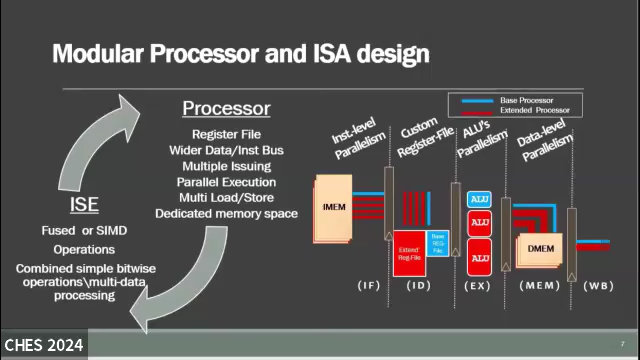 Modular Processor and ISA design
Processor
Register File
Wider Data/Inst Bus
Multiple Issuing
Parallel Execution
Multi Load/Store
Dedicated memory space
ISE
Fused or SIMD
Operations
Combined simple bitwise
operations\multi-data
processing
Base Processor
Extended Processor
Inst-level
Parallelism
Custom
Register-File
ALU's
Parallelism
Data-level
Parallelism
IMEM
Extend
Reg.File
Base
REG-
File
ALU
ALU
ALU
DMEM
(IF)
(ID)
(EX)
(MEM)
(WB)
CHES 2024
7